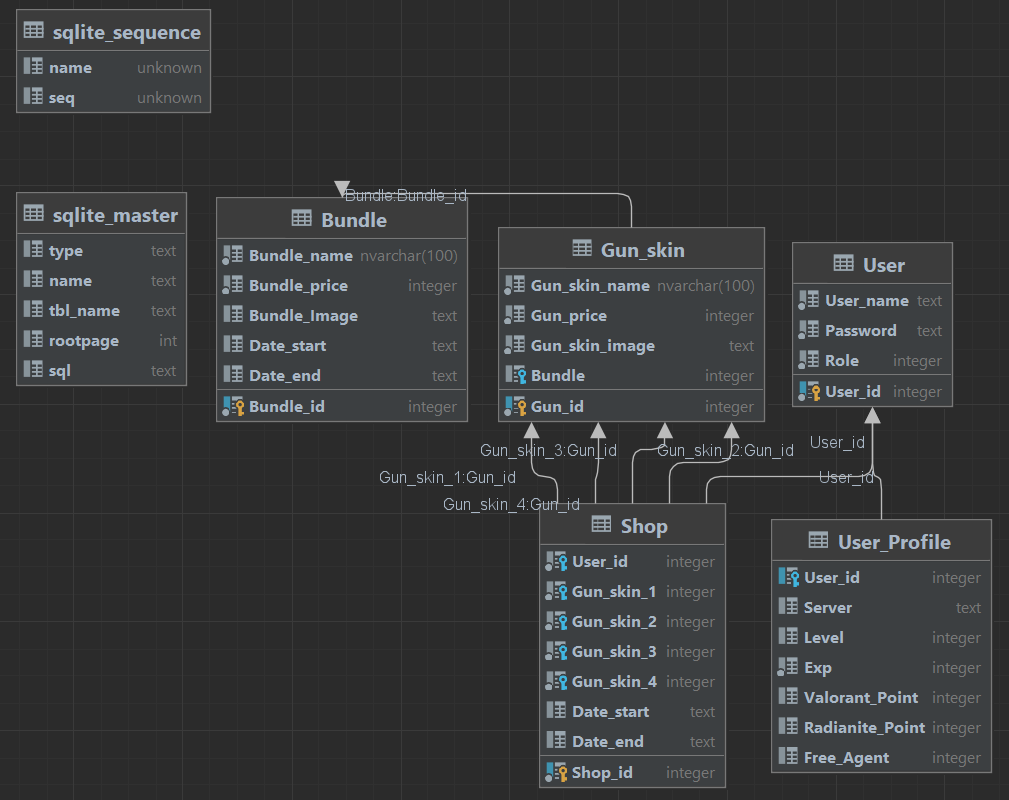 sqlite_sequence
name unknown
seq unknown
sqlite_master
type text
name text
tbl_name text
rootpage int
sql text
Bundle:Bundle_id
Bundle
Bundle_name nvarchar(100)
Bundle_price integer
Bundle_Image text
Date_start text
Date_end text
Bundle_id integer
Gun_skin
Gun_skin_name nvarchar(100)
Gun_price integer
Gun_skin_image text
Bundle integer
Gun_id integer
User
User_name text
Password text
Role integer
User_id integer
Gun_skin_3:Gun_id
Gun_skin_2:Gun_id
User_id
Gun_skin_1:Gun_id
User_id
Gun_skin_4:Gun_id
Shop
User_id integer
Gun_skin_1 integer
Gun_skin_2 integer
Gun_skin_3 integer
Gun_skin_4 integer
Date_start text
Date_end text
Shop_id integer
User_Profile
User_id integer
Server text
Level integer
Exp integer
Valorant_Point integer
Radianite_Point integer
Free_Agent integer